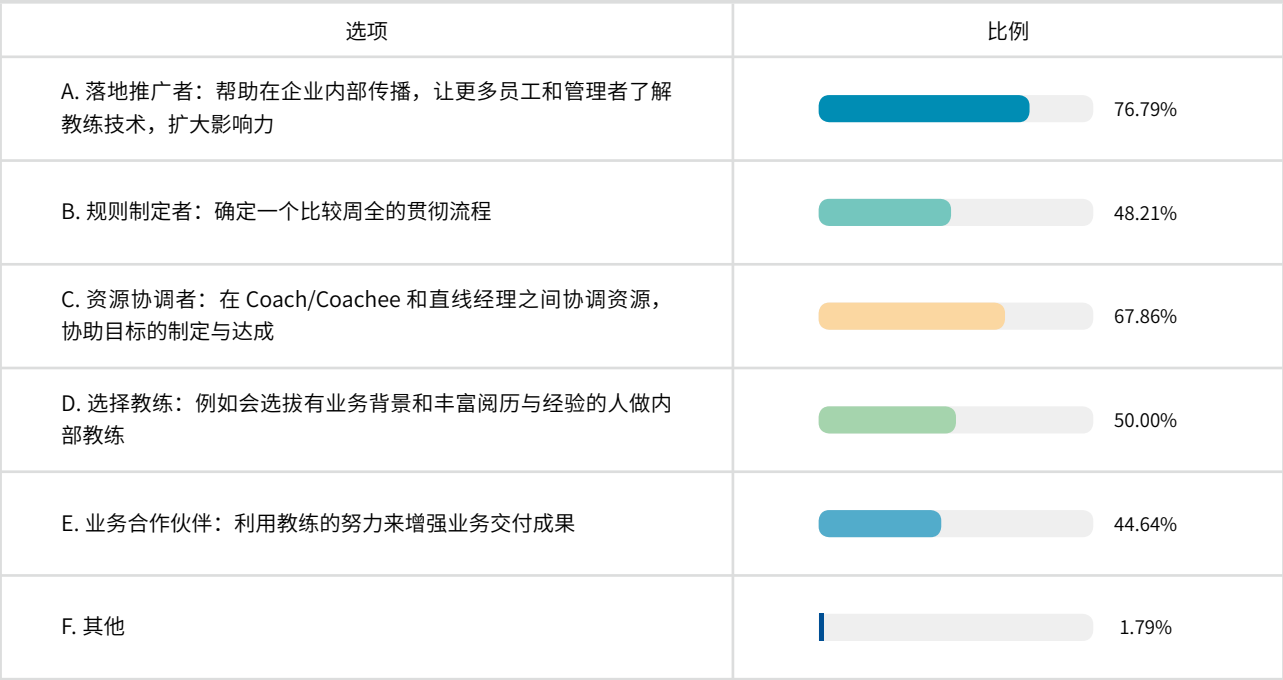 选项
比例
A. 落地推广者：帮助在企业内部传播，让更多员工和管理者了解
教练技术，扩大影响力
76.79%
B. 规则制定者：确定一个比较周全的贯彻流程
48.21%
C. 资源协调者：在 Coach/Coachee 和直线经理之间协调资源，
协助目标的制定与达成
67.86%
D. 选择教练：例如会选拔有业务背景和丰富阅历与经验的人做内
部教练
50.00%
E. 业务合作伙伴：利用教练的努力来增强业务交付成果
44.64%
F. 其他
1.79%